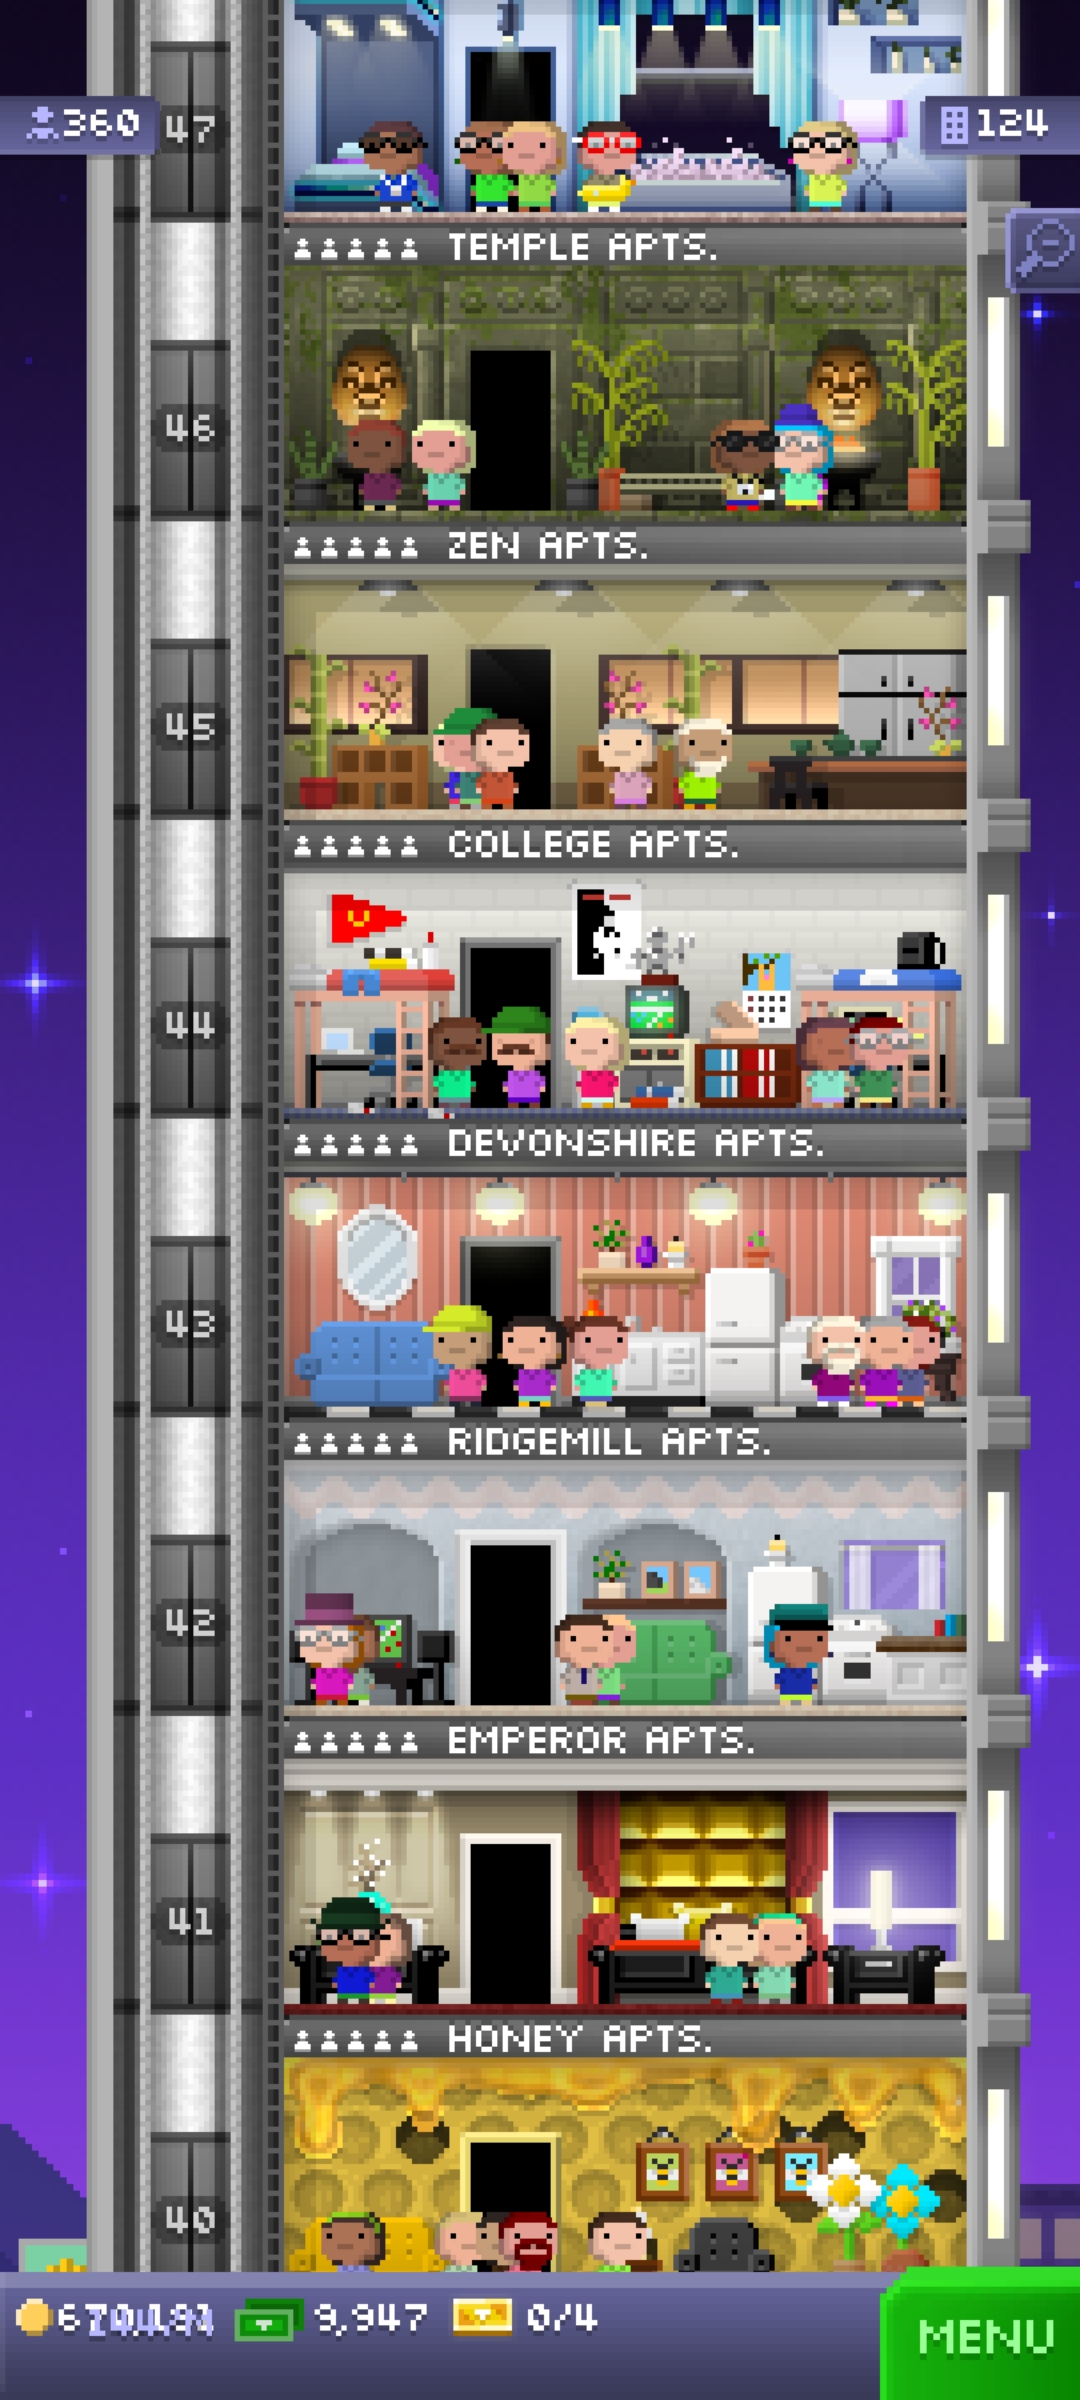 360
47
124
TEMPLE APTS.
46
ZEN APTS.
45
COLLEGE APTS.
44
DEVONSHIRE APTS.
43
RIDGEMILL APTS.
42
EMPEROR APTS.
41
HONEY APTS.
40
9,947
0/4
MENU